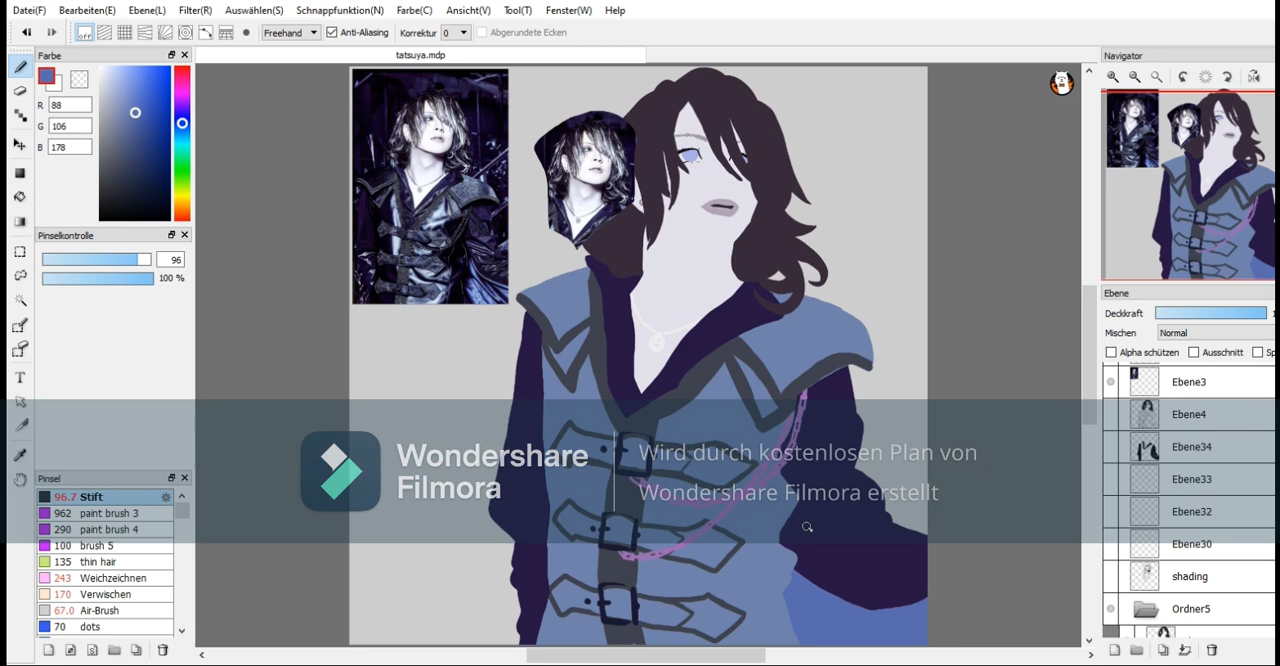 Datei(F) Bearbeiten(E) Ebene(L) Filter(R) Auswählen(S) Schnappfunktion(N) Farbe(C) Ansicht(V) Tool(T) Fenster(W) Help
off Freehand Anti-Aliasing Korrektur 0 Abgerundete Ecken
Farbe
tatsuya.mdp
Navigator
R 88
G 106
B 178
Pinselkontrolle
96
100 %
Ebene
Deckkraft
Mischen Normal
Alpha schützen Ausschnitt
Ebene3
Ebene4
Ebene34
Ebene33
Ebene32
Ebene30
shading
Ordner5
Wondershare
Filmora
Wird durch kostenlosen Plan von
Wondershare Filmora erstellt
Pinsel
96.7 Stift
962 paint brush 3
290 paint brush 4
100 brush 5
135 thin hair
243 Weichzeichnen
170 Verwischen
67.0 Air-Brush
70 dots
T